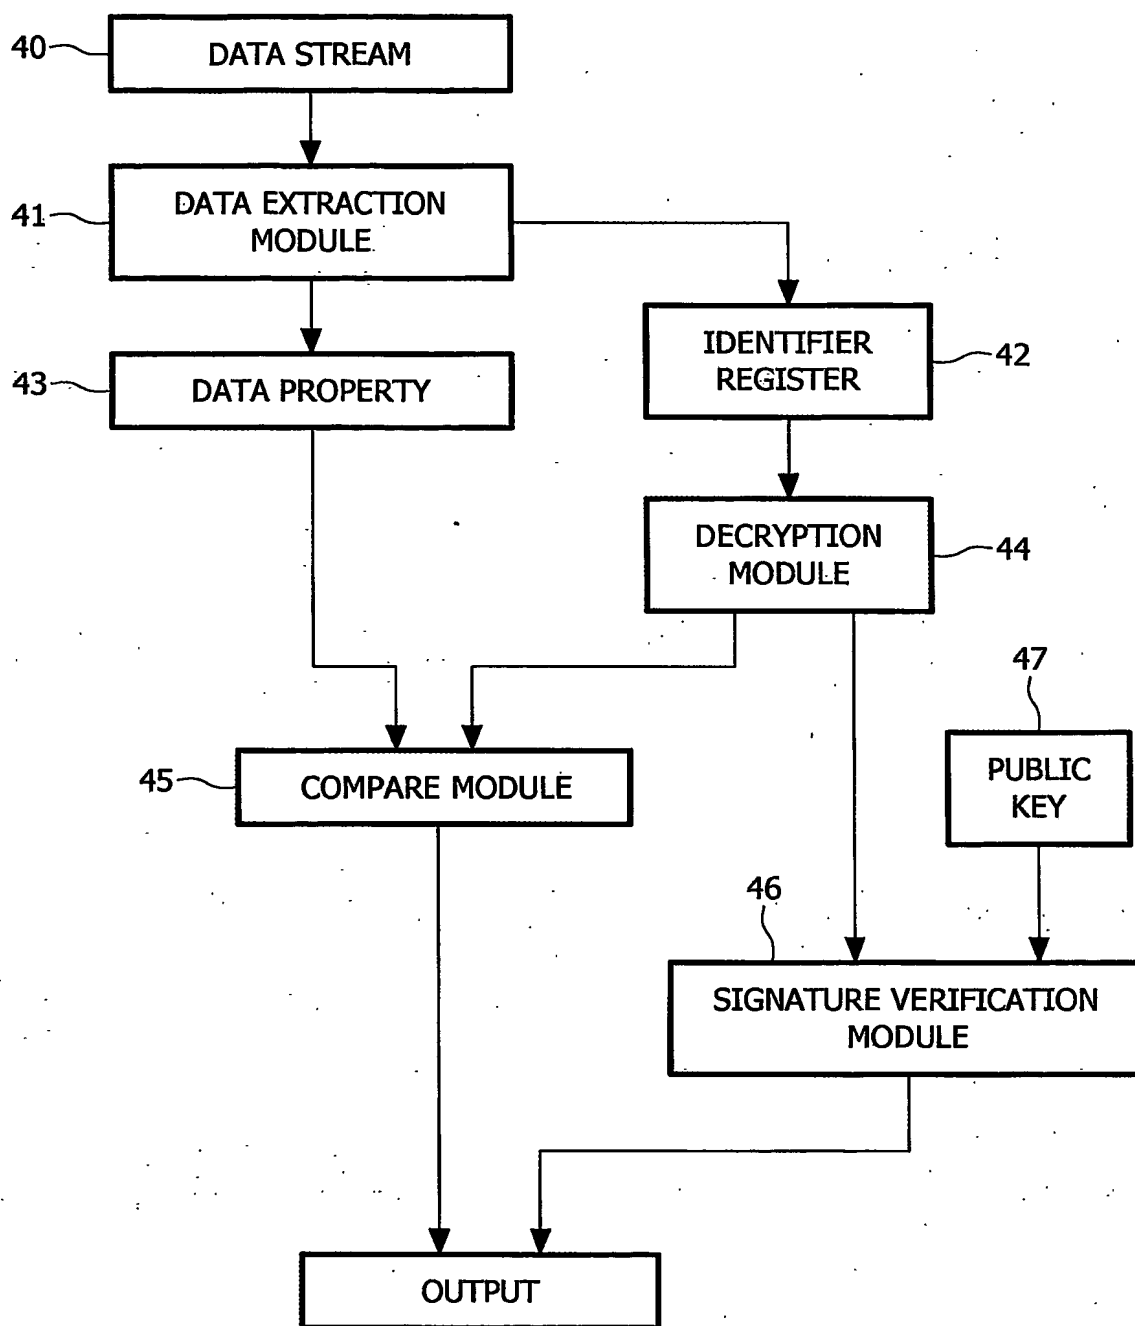 40
DATA STREAM
41
DATA EXTRACTION
MODULE
42
IDENTIFIER
REGISTER
43
DATA PROPERTY
44
DECRYPTION
MODULE
47
PUBLIC
KEY
45
COMPARE MODULE
46
SIGNATURE VERIFICATION
MODULE
OUTPUT